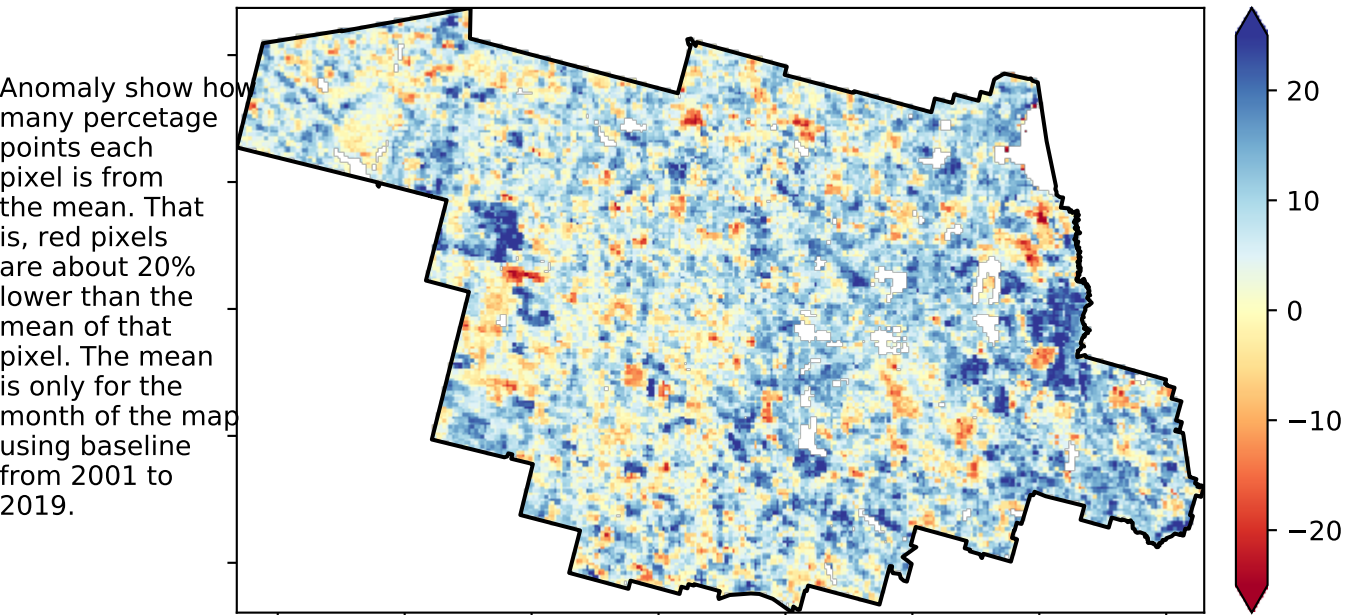 Anomaly show how
many percetage
points each
pixel is from
the mean. That
is, red pixels
are about 20%
lower than the
mean of that
pixel. The mean
is only for the
month of the map
using baseline
from 2001 to
2019.
20
10
0
−10
−20